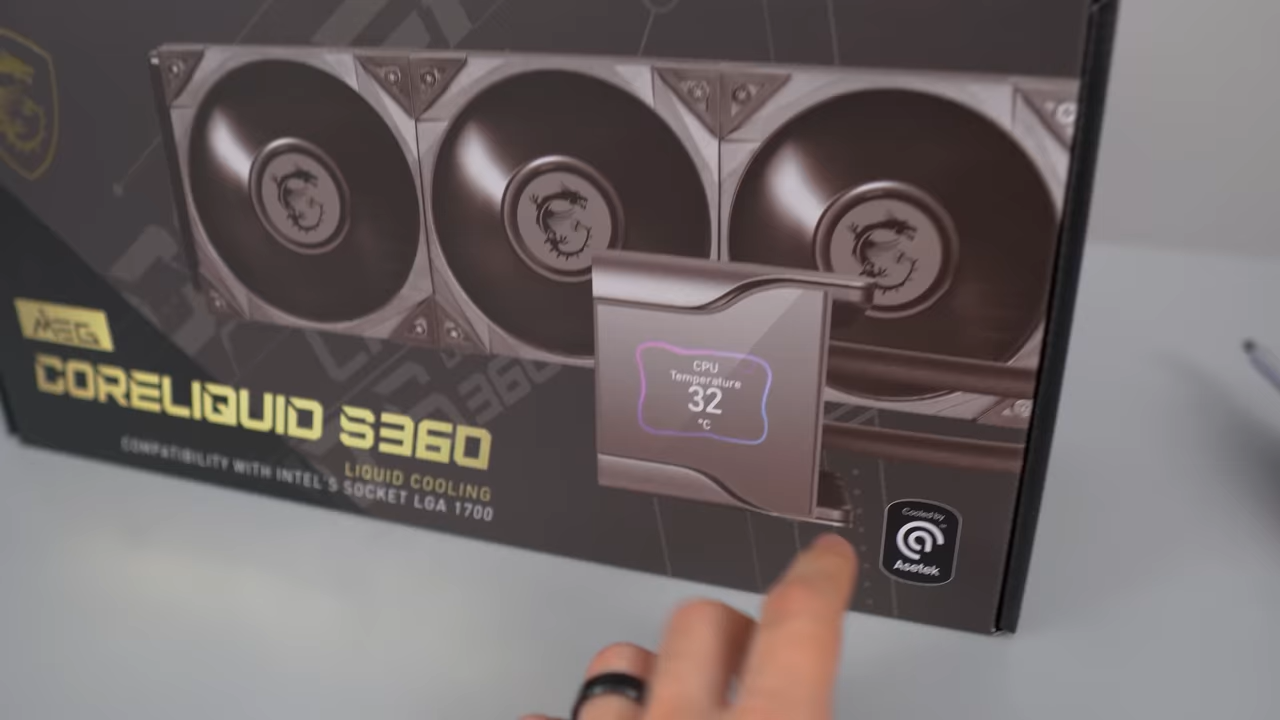 MEG
CORELIQUID S360
LIQUID COOLING
COMPATIBILITY WITH INTEL'S SOCKET LGA 1700
CPU
Temperature
32
°C
Cooled by
Asetek